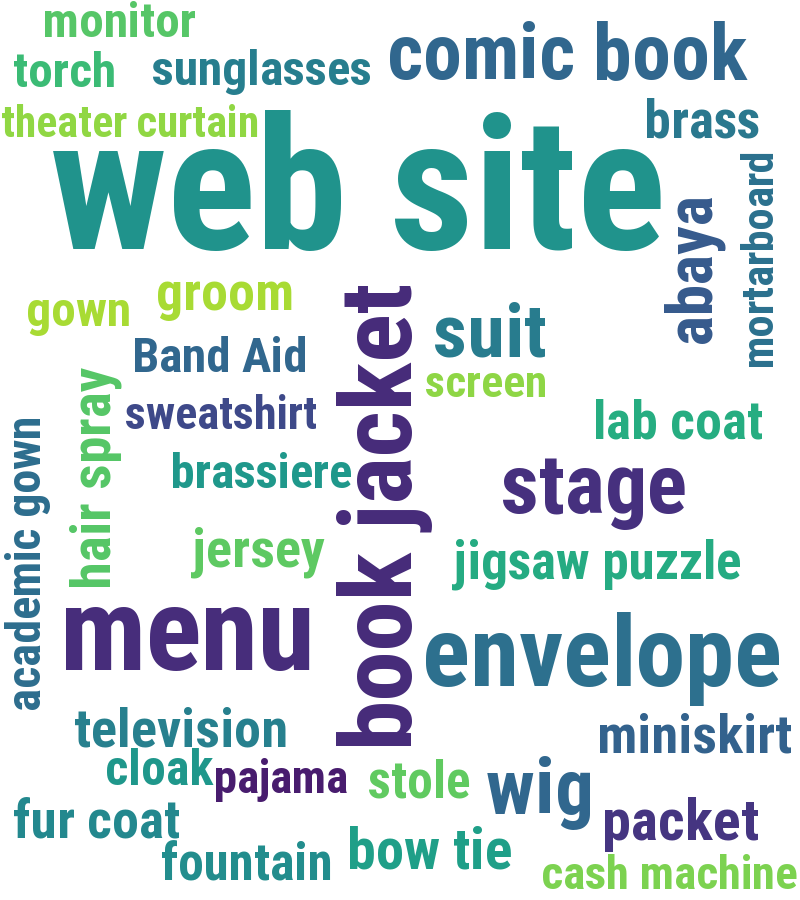 monitor
torch
sunglasses
comic book
theater curtain
brass
web site
mortarboard
abaya
gown
groom
suit
Band Aid
book jacket
screen
hair spray
sweatshirt
lab coat
academic gown
brassiere
stage
jersey
jigsaw puzzle
menu
envelope
television
miniskirt
cloak
pajama
stole
wig
fur coat
packet
fountain
bow tie
cash machine